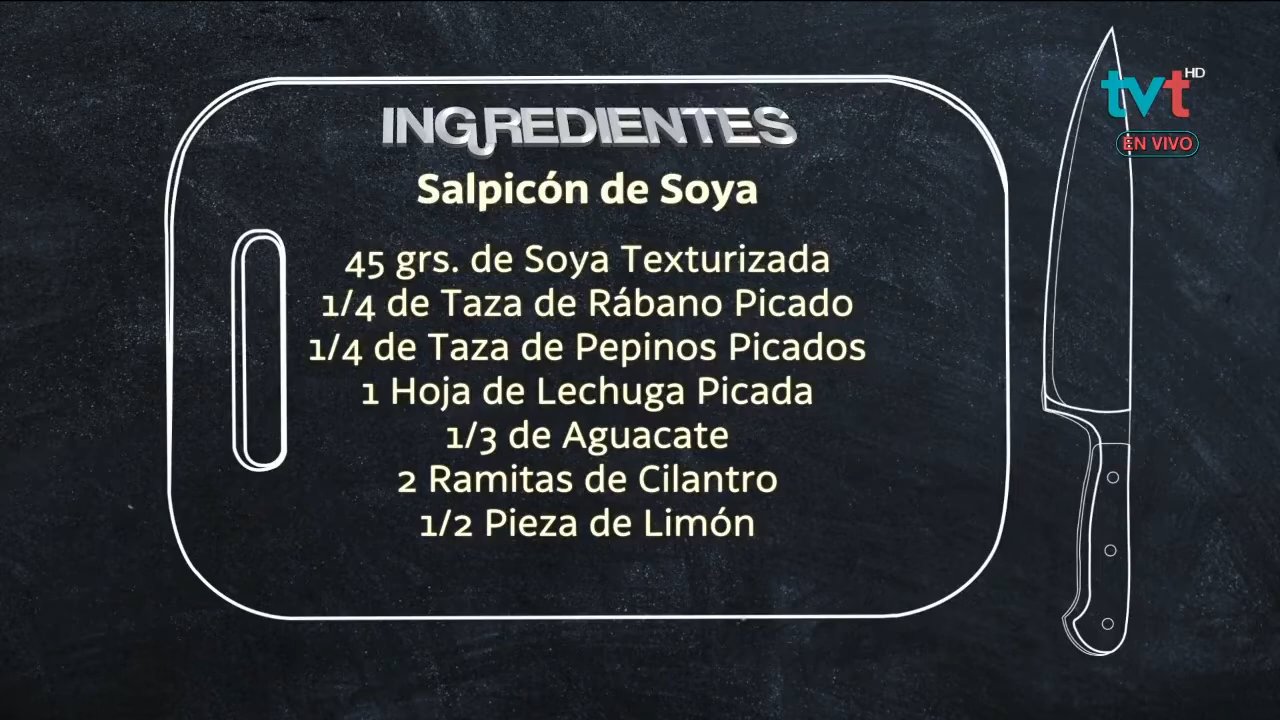 tvt HD
EN VIVO
INGREDIENTES
Salpicón de Soya
45 grs. de Soya Texturizada
1/4 de Taza de Rábano Picado
1/4 de Taza de Pepinos Picados
1 Hoja de Lechuga Picada
1/3 de Aguacate
2 Ramitas de Cilantro
1/2 Pieza de Limón